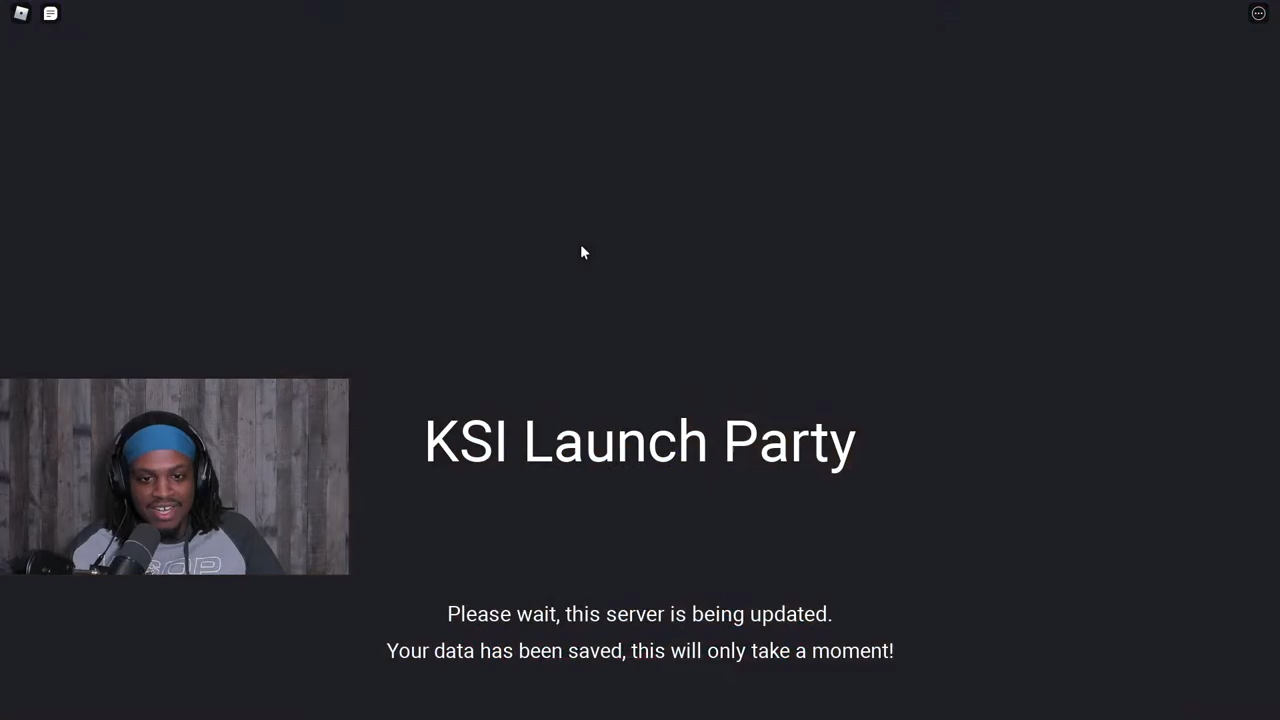 KSI Launch Party
Please wait, this server is being updated.
Your data has been saved, this will only take a moment!